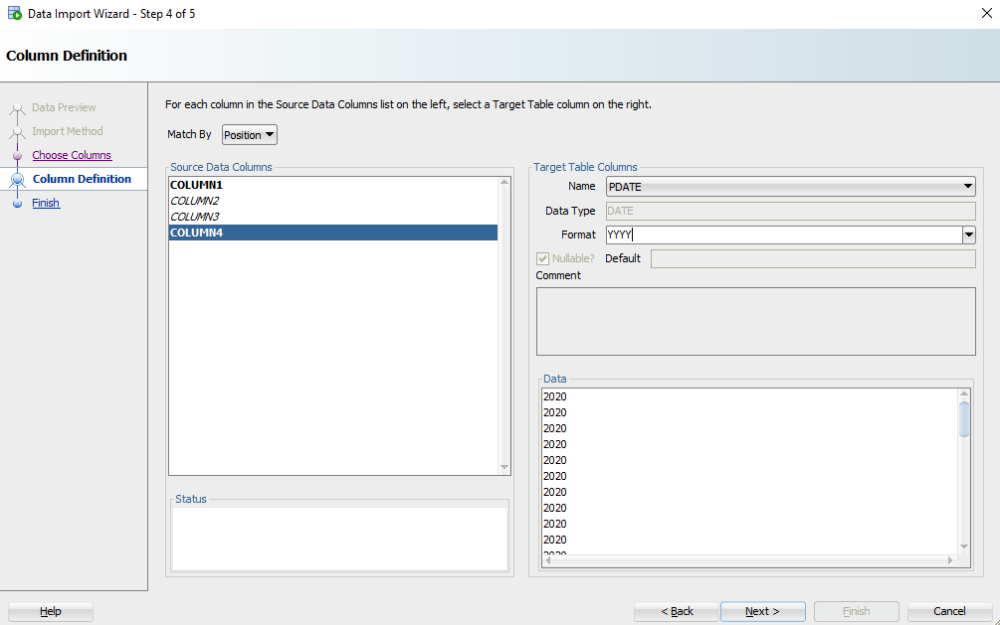 Data Import Wizard - Step 4 of 5
Column Definition
Data Preview
Import Method
Choose Columns
Column Definition
Finish
For each column in the Source Data Columns list on the left, select a Target Table column on the right.
Match By Position
Source Data Columns
COLUMN1
COLUMN2
COLUMN3
COLUMN4
Status
Target Table Columns
Name PDATE
Data Type DATE
Format YYYY
Nullable? Default
Comment
Data
2020
2020
2020
2020
2020
2020
2020
2020
2020
2020
2020
Help
< Back
Next >
Finish
Cancel